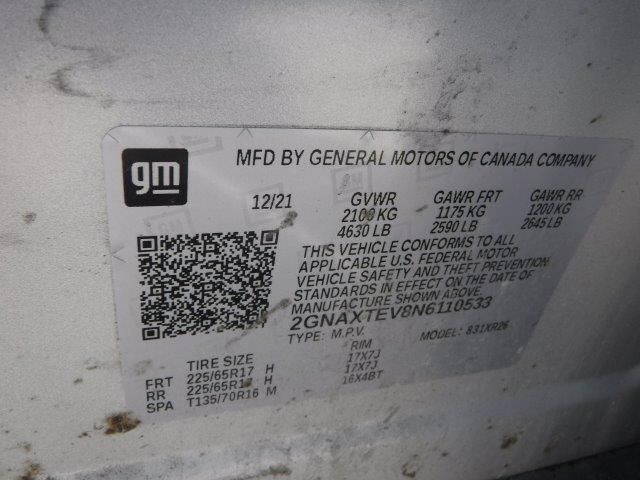 gm
MFD BY GENERAL MOTORS OF CANADA COMPANY
12/21 GVWR GAWR FRT GAWR RR
2100 KG 1175 KG 1200 KG
4630 LB 2590 LB 2645 LB
THIS VEHICLE CONFORMS TO ALL
APPLICABLE U.S. FEDERAL MOTOR
VEHICLE SAFETY AND THEFT PREVENTION
STANDARDS IN EFFECT ON THE DATE OF
MANUFACTURE SHOWN ABOVE.
2GNAXTEV8N6110533
TYPE: M.P.V. MODEL: 831XR26
TIRE SIZE RIM
FRT 225/65R17 H 17X7J
RR 225/65R17 H 17X7J
SPA T135/70R16 M 16X4BT